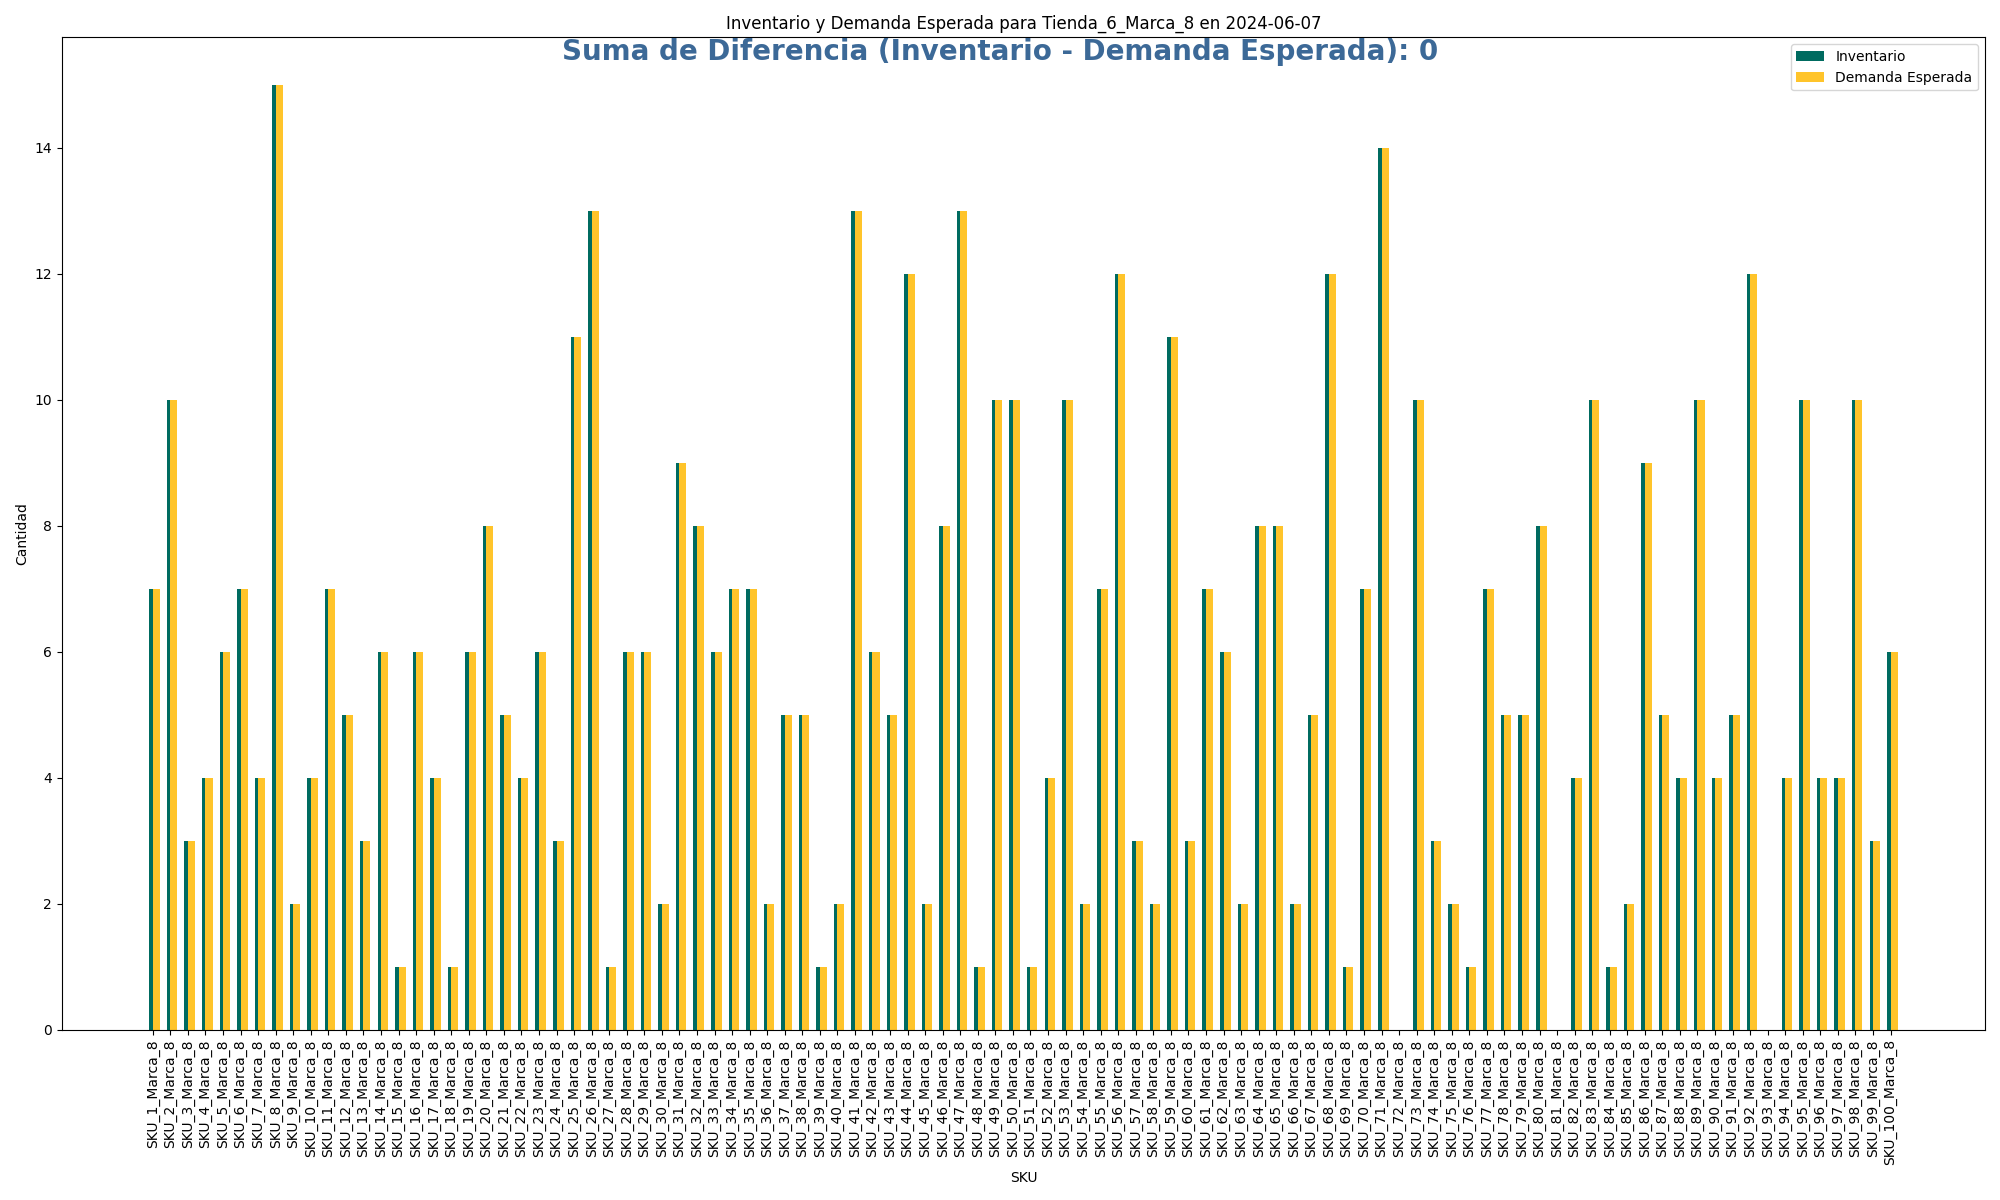 Inventario y Demanda Esperada para Tienda_6_Marca_8 en 2024-06-07
Suma de Diferencia (Inventario - Demanda Esperada): 0
Inventario
Demanda Esperada
Cantidad
14
12
10
8
6
4
2
0
SKU_1_Marca_8
SKU_2_Marca_8
SKU_3_Marca_8
SKU_4_Marca_8
SKU_5_Marca_8
SKU_6_Marca_8
SKU_7_Marca_8
SKU_8_Marca_8
SKU_9_Marca_8
SKU_10_Marca_8
SKU_11_Marca_8
SKU_12_Marca_8
SKU_13_Marca_8
SKU_14_Marca_8
SKU_15_Marca_8
SKU_16_Marca_8
SKU_17_Marca_8
SKU_18_Marca_8
SKU_19_Marca_8
SKU_20_Marca_8
SKU_21_Marca_8
SKU_22_Marca_8
SKU_23_Marca_8
SKU_24_Marca_8
SKU_25_Marca_8
SKU_26_Marca_8
SKU_27_Marca_8
SKU_28_Marca_8
SKU_29_Marca_8
SKU_30_Marca_8
SKU_31_Marca_8
SKU_32_Marca_8
SKU_33_Marca_8
SKU_34_Marca_8
SKU_35_Marca_8
SKU_36_Marca_8
SKU_37_Marca_8
SKU_38_Marca_8
SKU_39_Marca_8
SKU_40_Marca_8
SKU_41_Marca_8
SKU_42_Marca_8
SKU_43_Marca_8
SKU_44_Marca_8
SKU_45_Marca_8
SKU_46_Marca_8
SKU_47_Marca_8
SKU_48_Marca_8
SKU_49_Marca_8
SKU_50_Marca_8
SKU_51_Marca_8
SKU_52_Marca_8
SKU_53_Marca_8
SKU_54_Marca_8
SKU_55_Marca_8
SKU_56_Marca_8
SKU_57_Marca_8
SKU_58_Marca_8
SKU_59_Marca_8
SKU_60_Marca_8
SKU_61_Marca_8
SKU_62_Marca_8
SKU_63_Marca_8
SKU_64_Marca_8
SKU_65_Marca_8
SKU_66_Marca_8
SKU_67_Marca_8
SKU_68_Marca_8
SKU_69_Marca_8
SKU_70_Marca_8
SKU_71_Marca_8
SKU_72_Marca_8
SKU_73_Marca_8
SKU_74_Marca_8
SKU_75_Marca_8
SKU_76_Marca_8
SKU_77_Marca_8
SKU_78_Marca_8
SKU_79_Marca_8
SKU_80_Marca_8
SKU_81_Marca_8
SKU_82_Marca_8
SKU_83_Marca_8
SKU_84_Marca_8
SKU_85_Marca_8
SKU_86_Marca_8
SKU_87_Marca_8
SKU_88_Marca_8
SKU_89_Marca_8
SKU_90_Marca_8
SKU_91_Marca_8
SKU_92_Marca_8
SKU_93_Marca_8
SKU_94_Marca_8
SKU_95_Marca_8
SKU_96_Marca_8
SKU_97_Marca_8
SKU_98_Marca_8
SKU_99_Marca_8
SKU_100_Marca_8
SKU